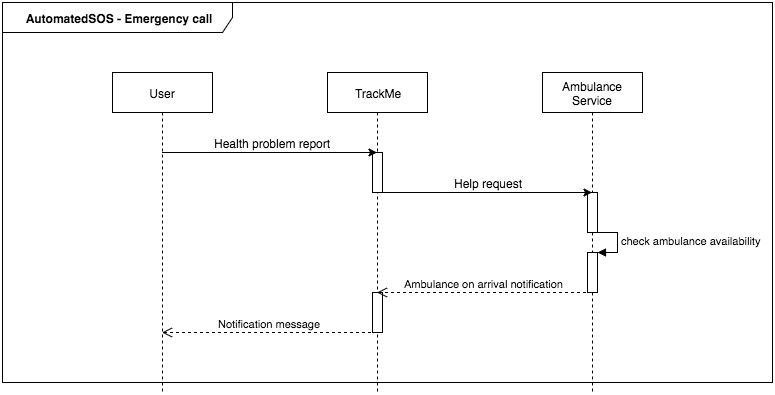 AutomatedSOS - Emergency call
User
TrackMe
Ambulance
Service
Health problem report
Help request
check ambulance availability
Ambulance on arrival notification
Notification message